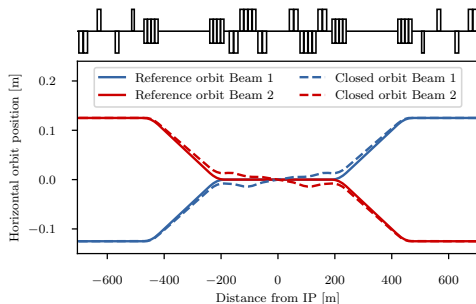 Reference orbit Beam 1
Closed orbit Beam 1
Reference orbit Beam 2
Closed orbit Beam 2
Horizontal orbit position [m]
0.2
0.1
0.0
−0.1
−600
−400
−200
0
200
400
600
Distance from IP [m]